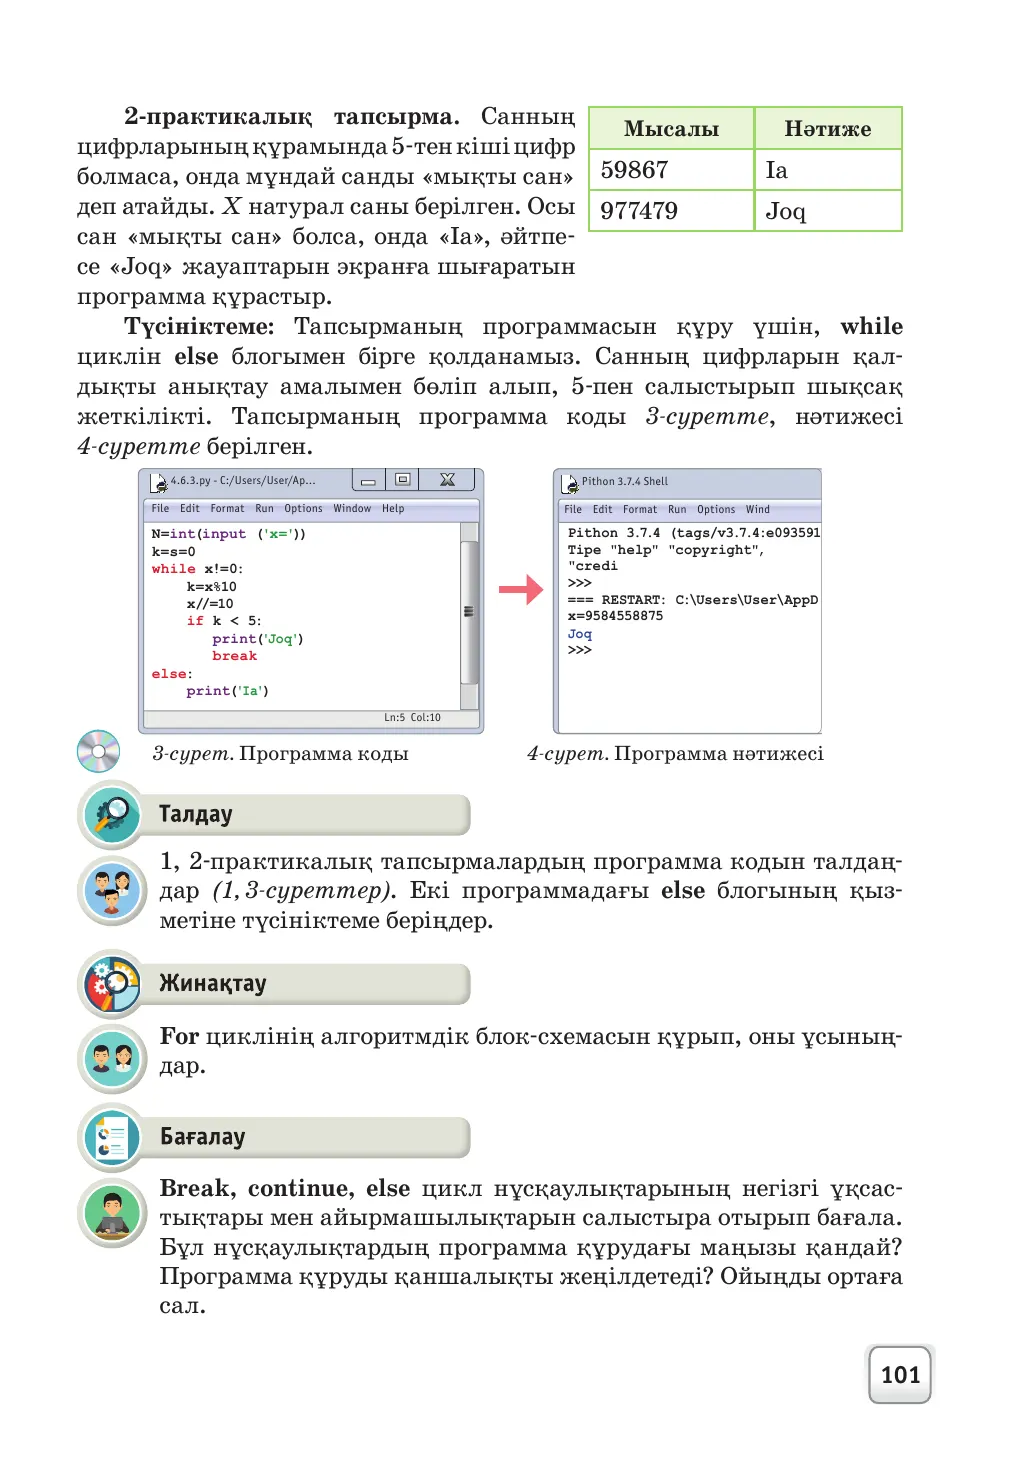 2-практикалық тапсырма. Санның
цифрларының құрамында 5-тен кіші цифр
болмаса, онда мұндай санды «мықты сан»
деп атайды. X натурал саны берілген. Осы
сан «мықты сан» болса, онда «Ia», әйтпе-
се «Joq» жауаптарын экранға шығаратын
программа құрастыр.
Мысалы Нәтиже
59867 Ia
977479 Joq
Түсініктеме: Тапсырманың программасын құру үшін, while
циклін else блогымен бірге қолданамыз. Санның цифрларын қал-
дықты анықтау амалымен бөліп алып, 5-пен салыстырып шықсақ
жеткілікті. Тапсырманың программа коды 3-суретте, нәтижесі
4-суретте берілген.
4.6.3.py - C:/Users/User/Ap...
File Edit Format Run Options Window Help
N=int(input ('x='))
k=s=0
while x!=0:
k=x%10
x//=10
if k < 5:
print('Joq')
break
else:
print('Ia')
Ln:5 Col:10
Pithon 3.7.4 Shell
File Edit Format Run Options Wind
Pithon 3.7.4 (tags/v3.7.4:e093591
Tipe "help" "copyright",
"credi
>>>
=== RESTART: C:\Users\User\AppD
x=9584558875
Joq
>>>
3-сурет. Программа коды
4-сурет. Программа нәтижесі
Талдау
1, 2-практикалық тапсырмалардың программа кодын талдаң-
дар (1, 3-суреттер). Екі программадағы else блогының қыз-
метіне түсініктеме беріңдер.
Жинақтау
For циклінің алгоритмдік блок-схемасын құрып, оны ұсының-
дар.
Бағалау
Break, continue, else цикл нұсқаулықтарының негізгі ұқсас-
тықтары мен айырмашылықтарын салыстыра отырып бағала.
Бұл нұсқаулықтардың программа құрудағы маңызы қандай?
Программа құруды қаншалықты жеңілдетеді? Ойыңды ортаға
сал.
101